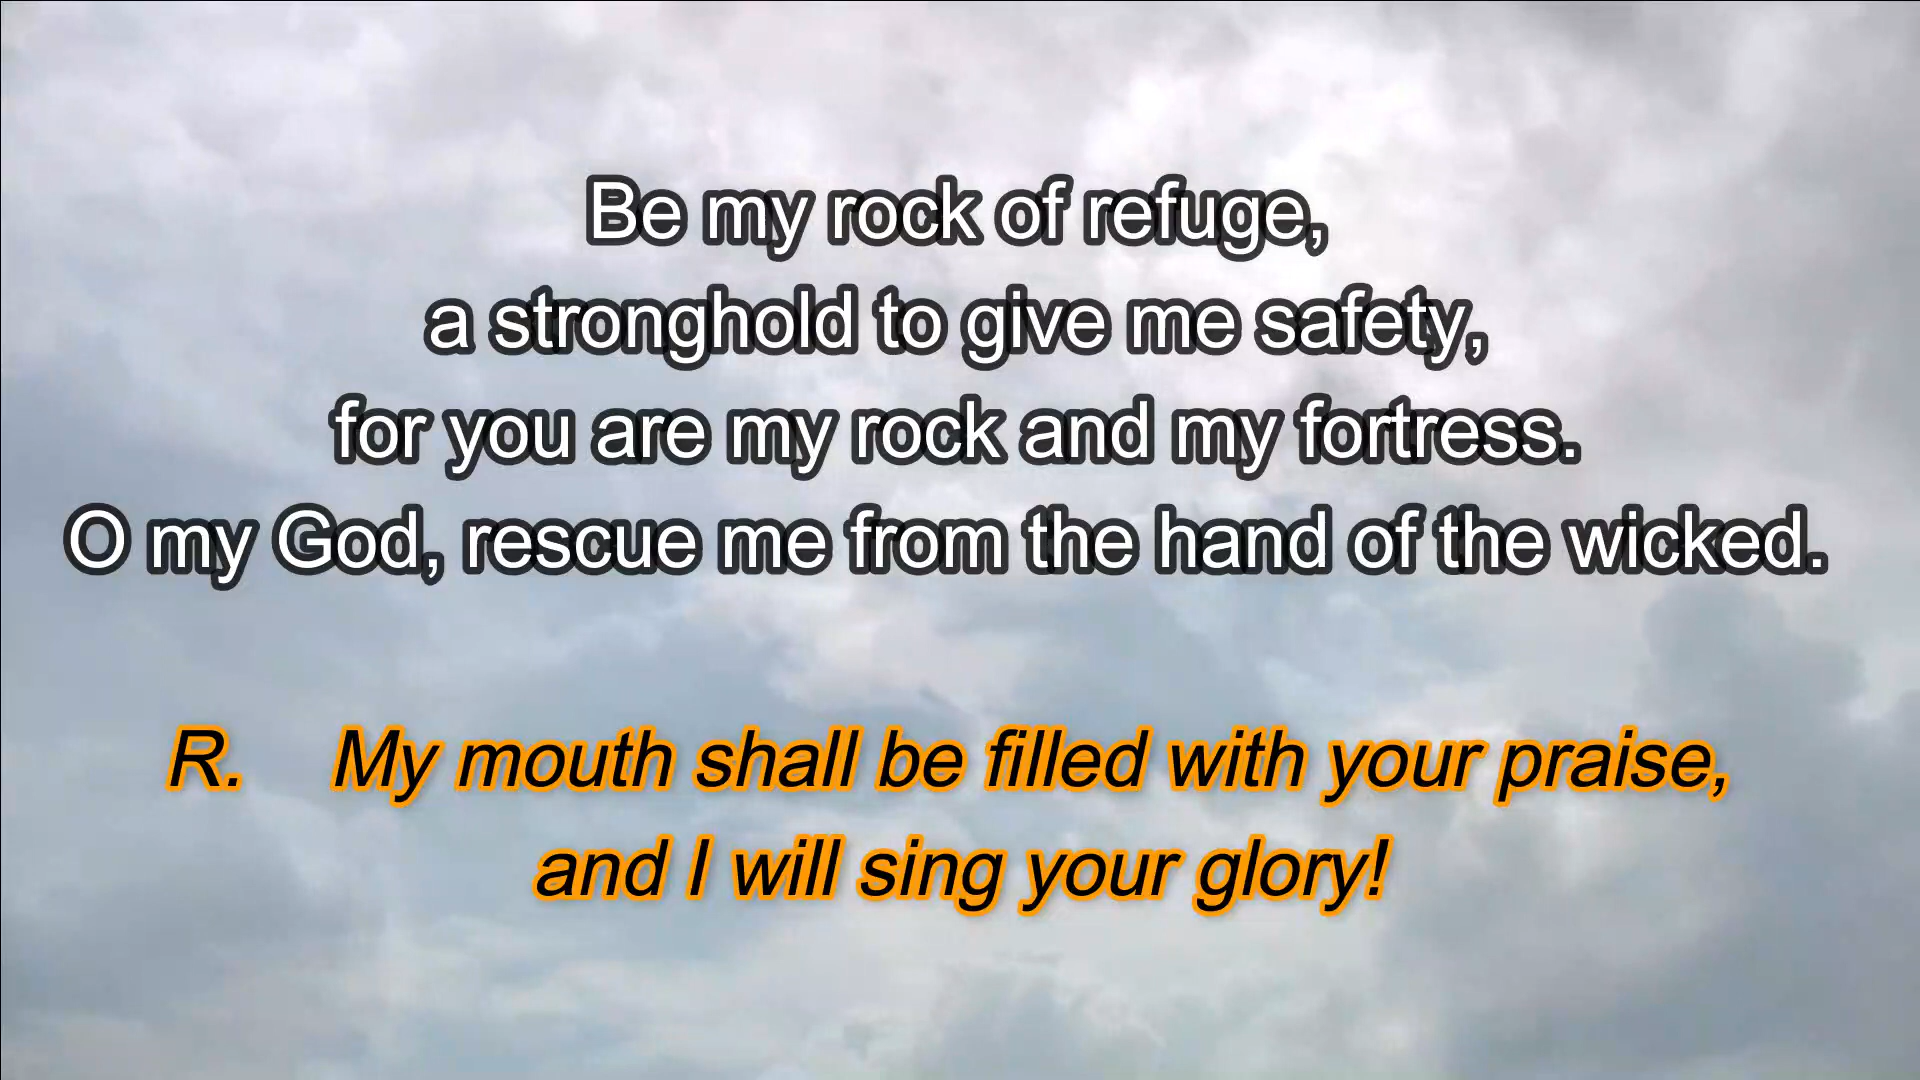 Be my rock of refuge,
a stronghold to give me safety,
for you are my rock and my fortress.
O my God, rescue me from the hand of the wicked.
R. My mouth shall be filled with your praise,
and I will sing your glory!